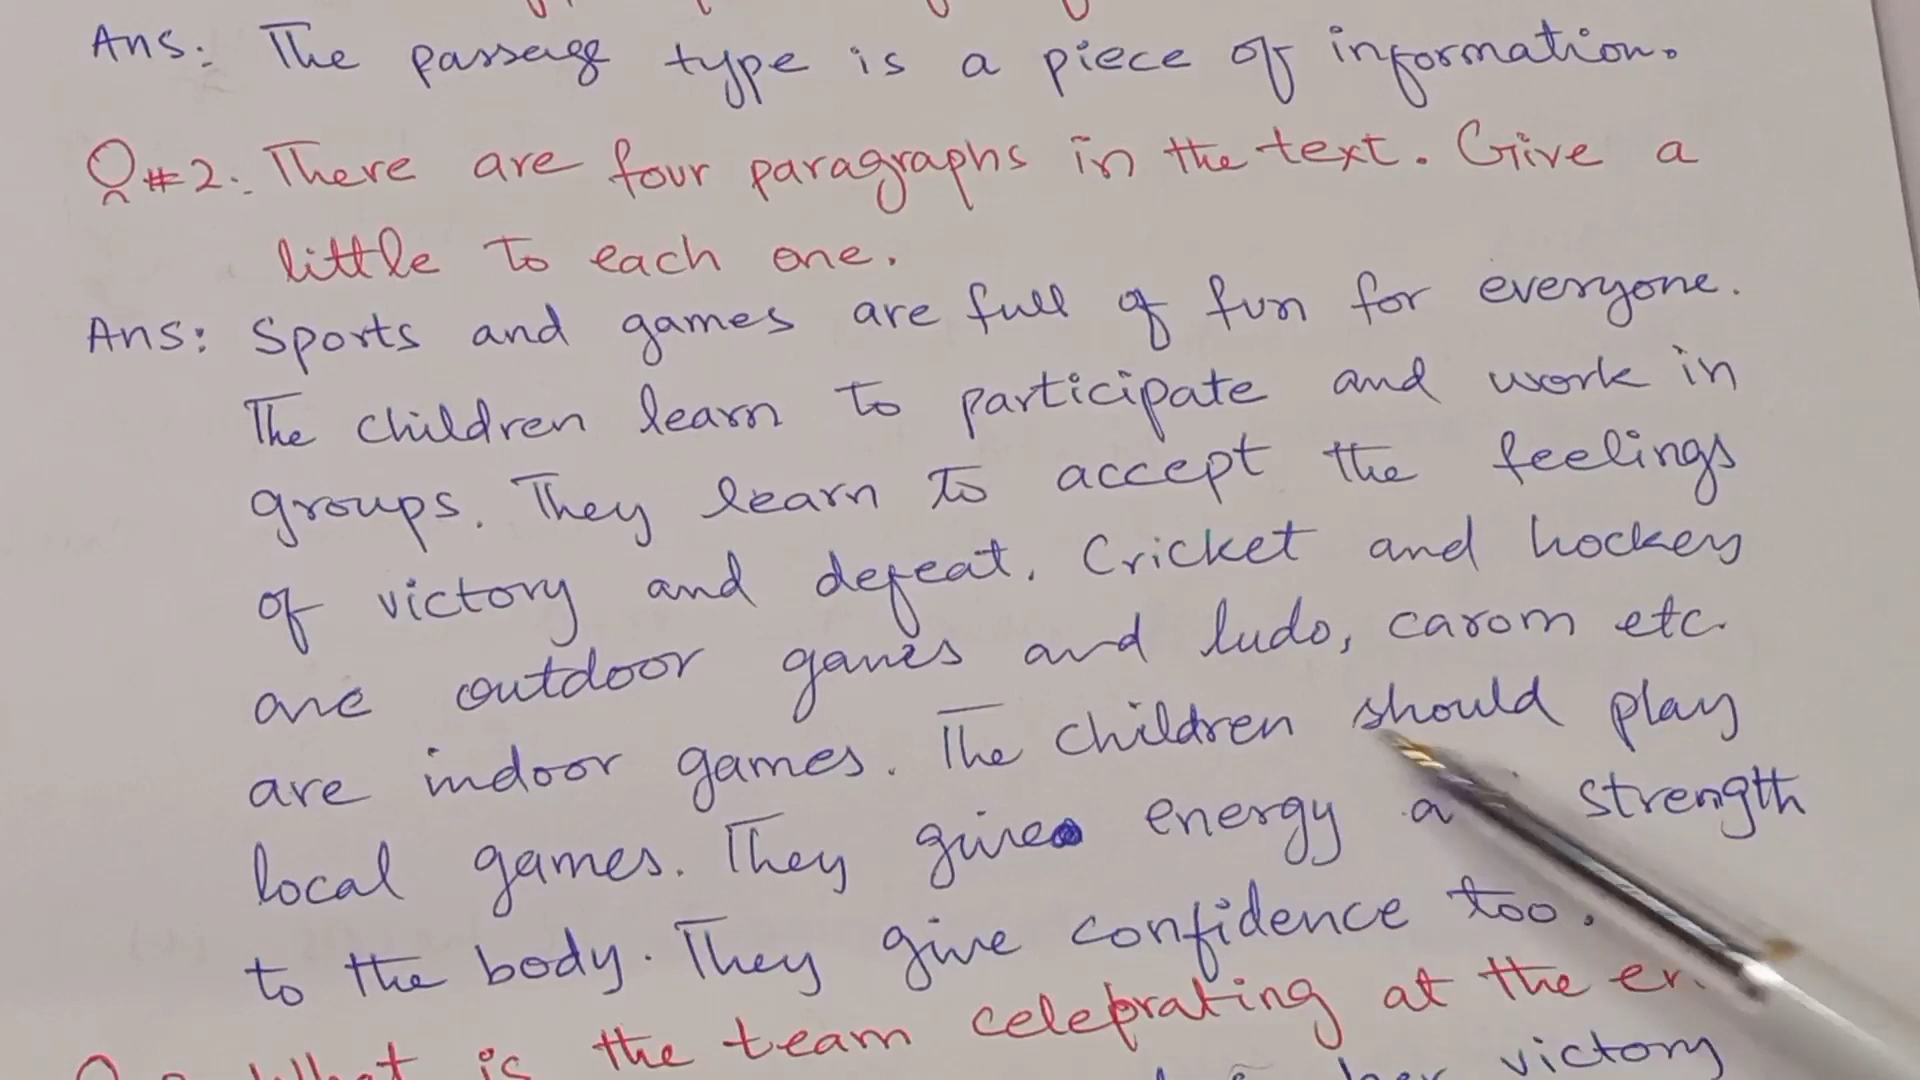 Ans: The passage type is a piece of information.
Q#2. There are four paragraphs in the text. Give a
little to each one.
Ans: Sports and games are full of fun for everyone.
The children learn to participate and work in
groups. They learn to accept the feelings
of victory and defeat. Cricket and hockey
are outdoor games and ludo, carom etc.
are indoor games. The children should play
local games. They give energy a strength
to the body. They give confidence too.
What is the team celebrating at the
victory